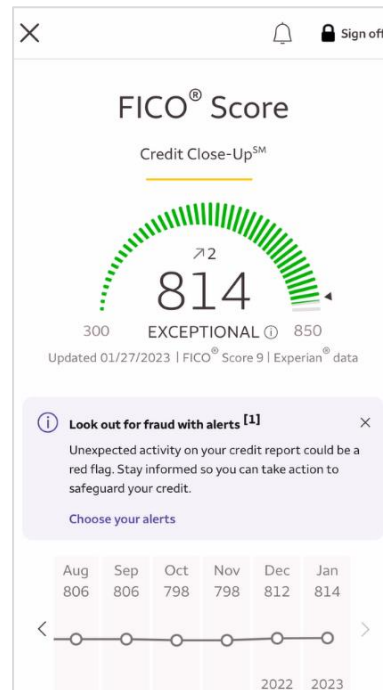 Sign off
FICO® Score
Credit Close-Up℠
↗2
814
300 EXCEPTIONAL ⓘ 850
Updated 01/27/2023 | FICO® Score 9 | Experian® data
Look out for fraud with alerts [1]
Unexpected activity on your credit report could be a
red flag. Stay informed so you can take action to
safeguard your credit.
Choose your alerts
Aug Sep Oct Nov Dec Jan
806 806 798 798 812 814
2022 2023